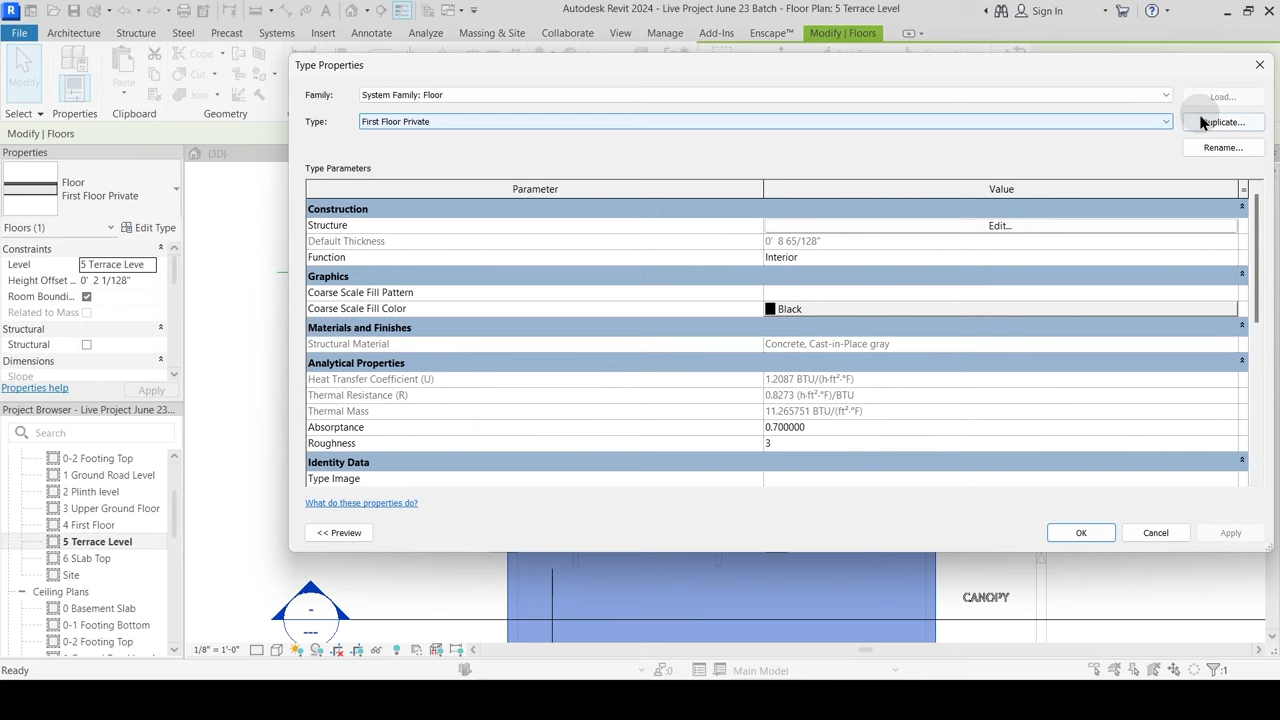 Autodesk Revit 2024 - Live Project June 23 Batch - Floor Plan: 5 Terrace Level
Sign In
File Architecture Structure Steel Precast Systems Insert Annotate Analyze Massing & Site Collaborate View Manage Add-Ins Enscape™ Modify | Floors
Modify
Paste
Cope
Cut
Join
Select Properties Clipboard Geometry
Modify | Floors
Properties
Floor
First Floor Private
Floors (1)
Edit Type
Constraints
Level 5 Terrace Leve
Height Offset ... 0' 2 1/128"
Room Boundi...
Related to Mass
Structural
Structural
Dimensions
Slope
Properties help
Apply
Project Browser - Live Project June 23...
Search
0-2 Footing Top
1 Ground Road Level
2 Plinth level
3 Upper Ground Floor
4 First Floor
5 Terrace Level
6 SLab Top
Site
Ceiling Plans
0 Basement Slab
0-1 Footing Bottom
0-2 Footing Top
(3D)
Type Properties
Family: System Family: Floor Load...
Type: First Floor Private
Rename...
Type Parameters
Parameter Value
Construction
Structure Edit...
Default Thickness 0' 8 65/128"
Function Interior
Graphics
Coarse Scale Fill Pattern
Coarse Scale Fill Color Black
Materials and Finishes
Structural Material Concrete, Cast-in-Place gray
Analytical Properties
Heat Transfer Coefficient (U) 1.2087 BTU/(h·ft²·°F)
Thermal Resistance (R) 0.8273 (h·ft²·°F)/BTU
Thermal Mass 11.265751 BTU/(ft²·°F)
Absorptance 0.700000
Roughness 3
Identity Data
Type Image
What do these properties do?
<< Preview OK Cancel Apply
CANOPY
1/8" = 1'-0"
Ready
:0
Main Model
:1